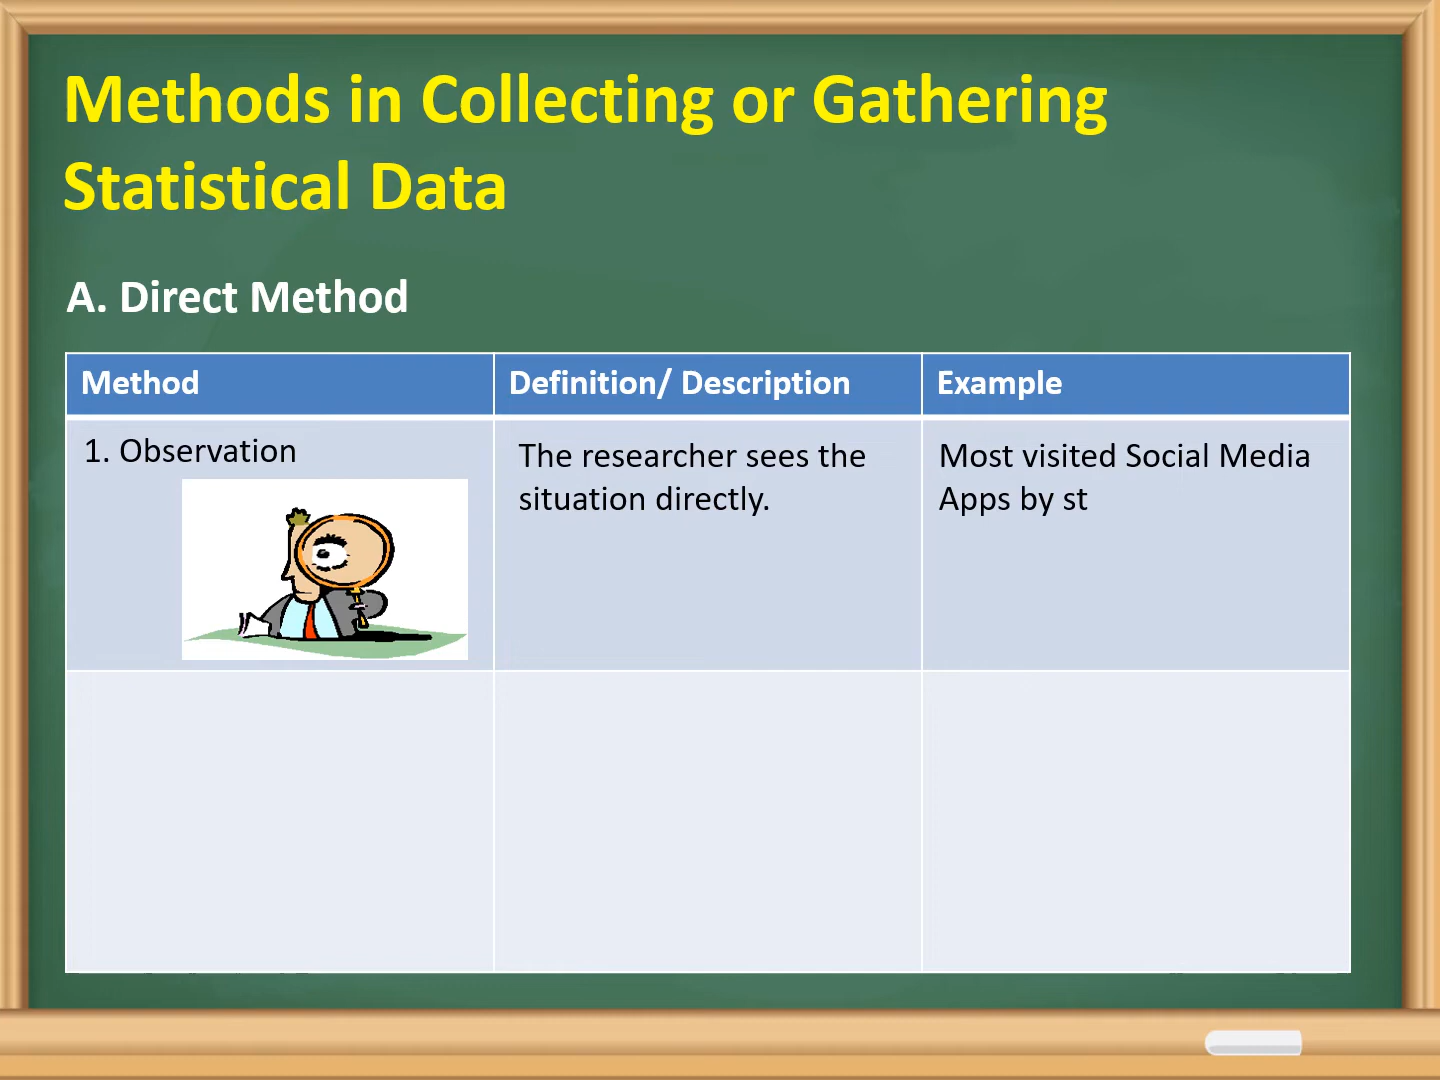 Methods in Collecting or Gathering
Statistical Data
A. Direct Method
Method
Definition/ Description
Example
1. Observation
The researcher sees the
situation directly.
Most visited Social Media
Apps by st